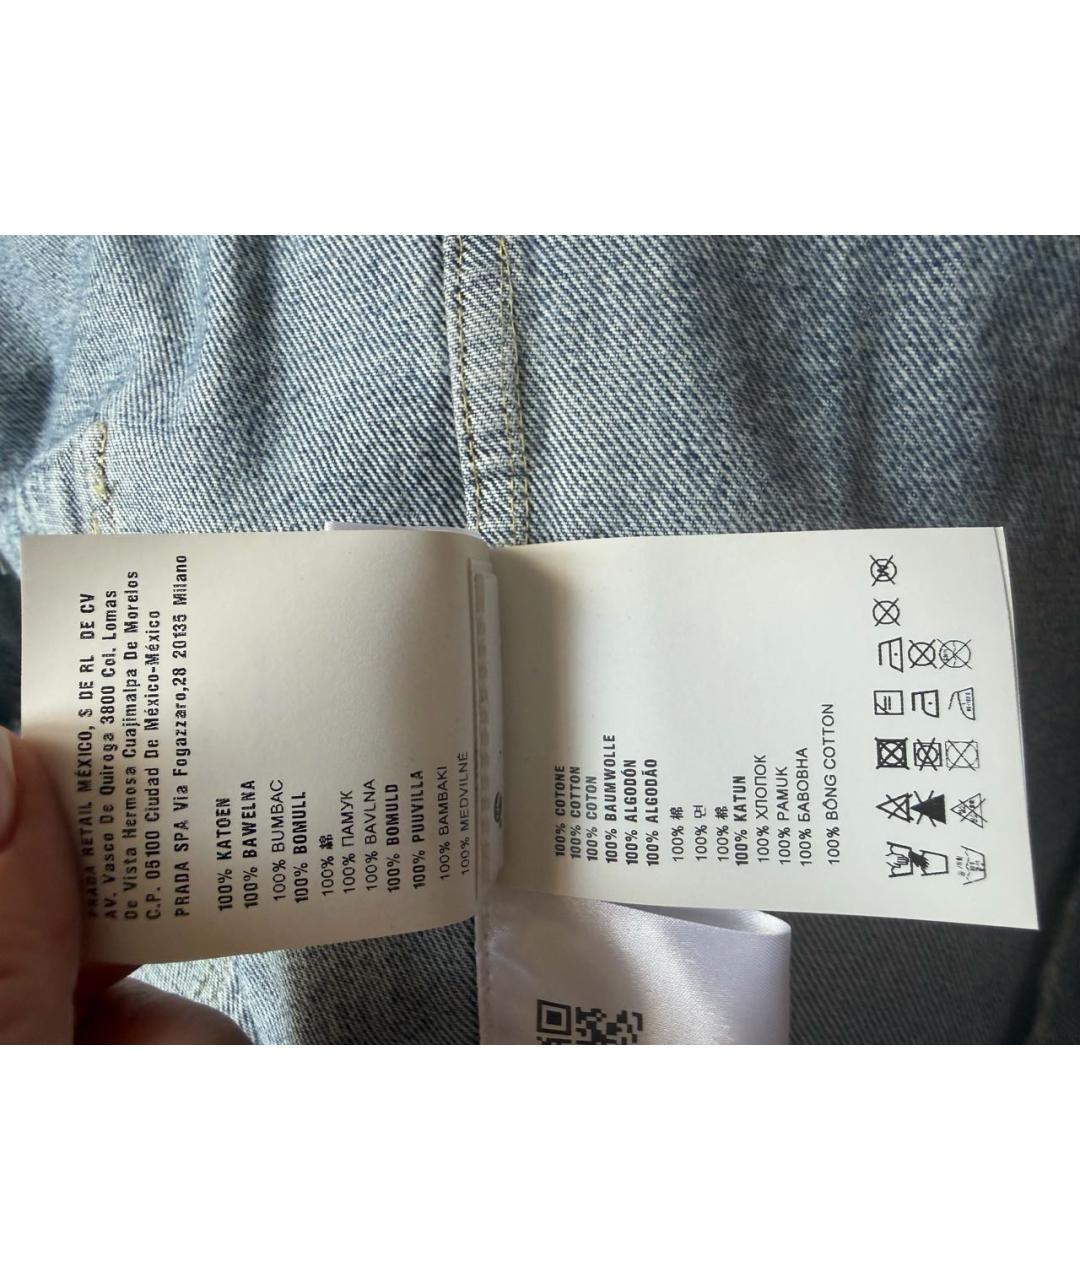 PRADA RETAIL MÉXICO, S DE RL DE CV
AV. Vasco De Quiroga 3800 Col. Lomas
De Vista Hermosa Cuajimalpa De Morelos
C.P. 05100 Ciudad De México-México
PRADA SPA Via Fogazzaro,28 20135 Milano
100% KATOEN
100% BAWEŁNA
100% BUMBAC
100% BOMULL
100% 綿
100% ПАМУК
100% BAVLNA
100% BOMULD
100% PUUVILLA
100% BAMBAKI
100% MEDVILNĖ
100% COTONE
100% COTTON
100% COTON
100% BAUMWOLLE
100% ALGODÓN
100% ALGODÃO
100% 棉
100% 면
100% 棉
100% KATUN
100% ХЛОПОК
100% PAMUK
100% БАВОВНА
100% BÔNG COTTON